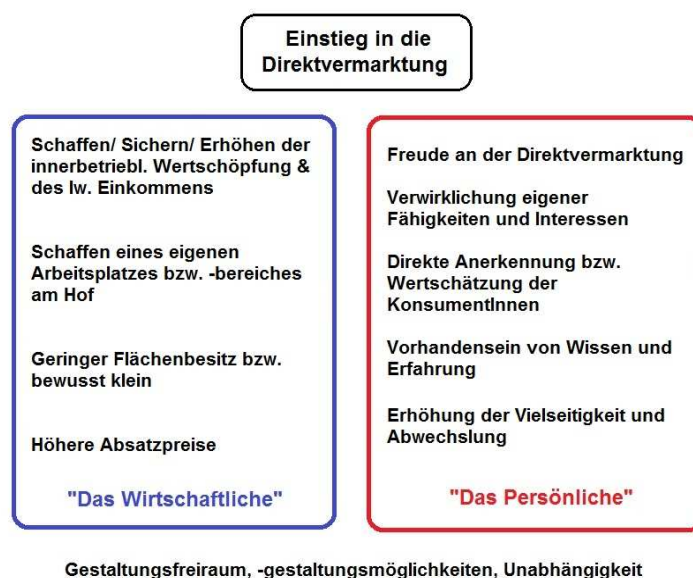 Einstieg in die
Direktvermarktung
Schaffen/ Sichern/ Erhöhen der
innerbetriebl. Wertschöpfung &
des lw. Einkommens
Schaffen eines eigenen
Arbeitsplatzes bzw. -bereiches
am Hof
Geringer Flächenbesitz bzw.
bewusst klein
Höhere Absatzpreise
"Das Wirtschaftliche"
Freude an der Direktvermarktung
Verwirklichung eigener
Fähigkeiten und Interessen
Direkte Anerkennung bzw.
Wertschätzung der
KonsumentInnen
Vorhandensein von Wissen und
Erfahrung
Erhöhung der Vielseitigkeit und
Abwechslung
"Das Persönliche"
Gestaltungsfreiraum, -gestaltungsmöglichkeiten, Unabhängigkeit